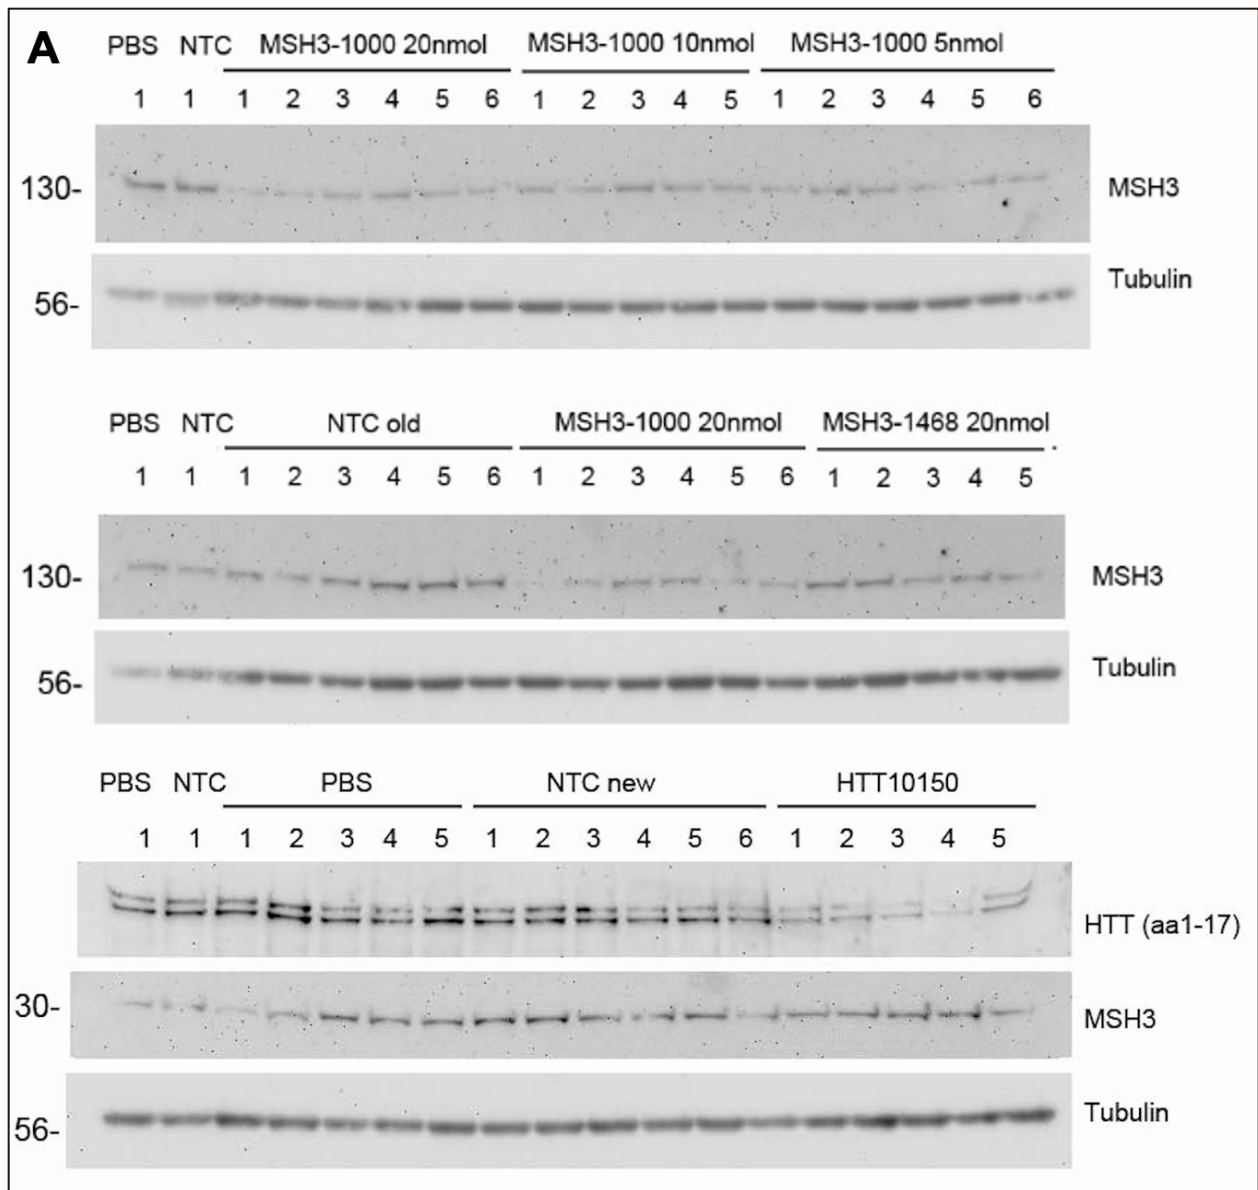 A
PBS NTC MSH3-1000 20nmol MSH3-1000 10nmol MSH3-1000 5nmol
1 1 1 2 3 4 5 6 1 2 3 4 5 1 2 3 4 5 6
130- MSH3
56- Tubulin
PBS NTC NTC old MSH3-1000 20nmol MSH3-1468 20nmol
1 1 1 2 3 4 5 6 1 2 3 4 5 6 1 2 3 4 5
130- MSH3
56- Tubulin
PBS NTC PBS NTC new HTT10150
1 1 1 2 3 4 5 1 2 3 4 5 6 1 2 3 4 5
HTT (aa1-17)
30- MSH3
56- Tubulin